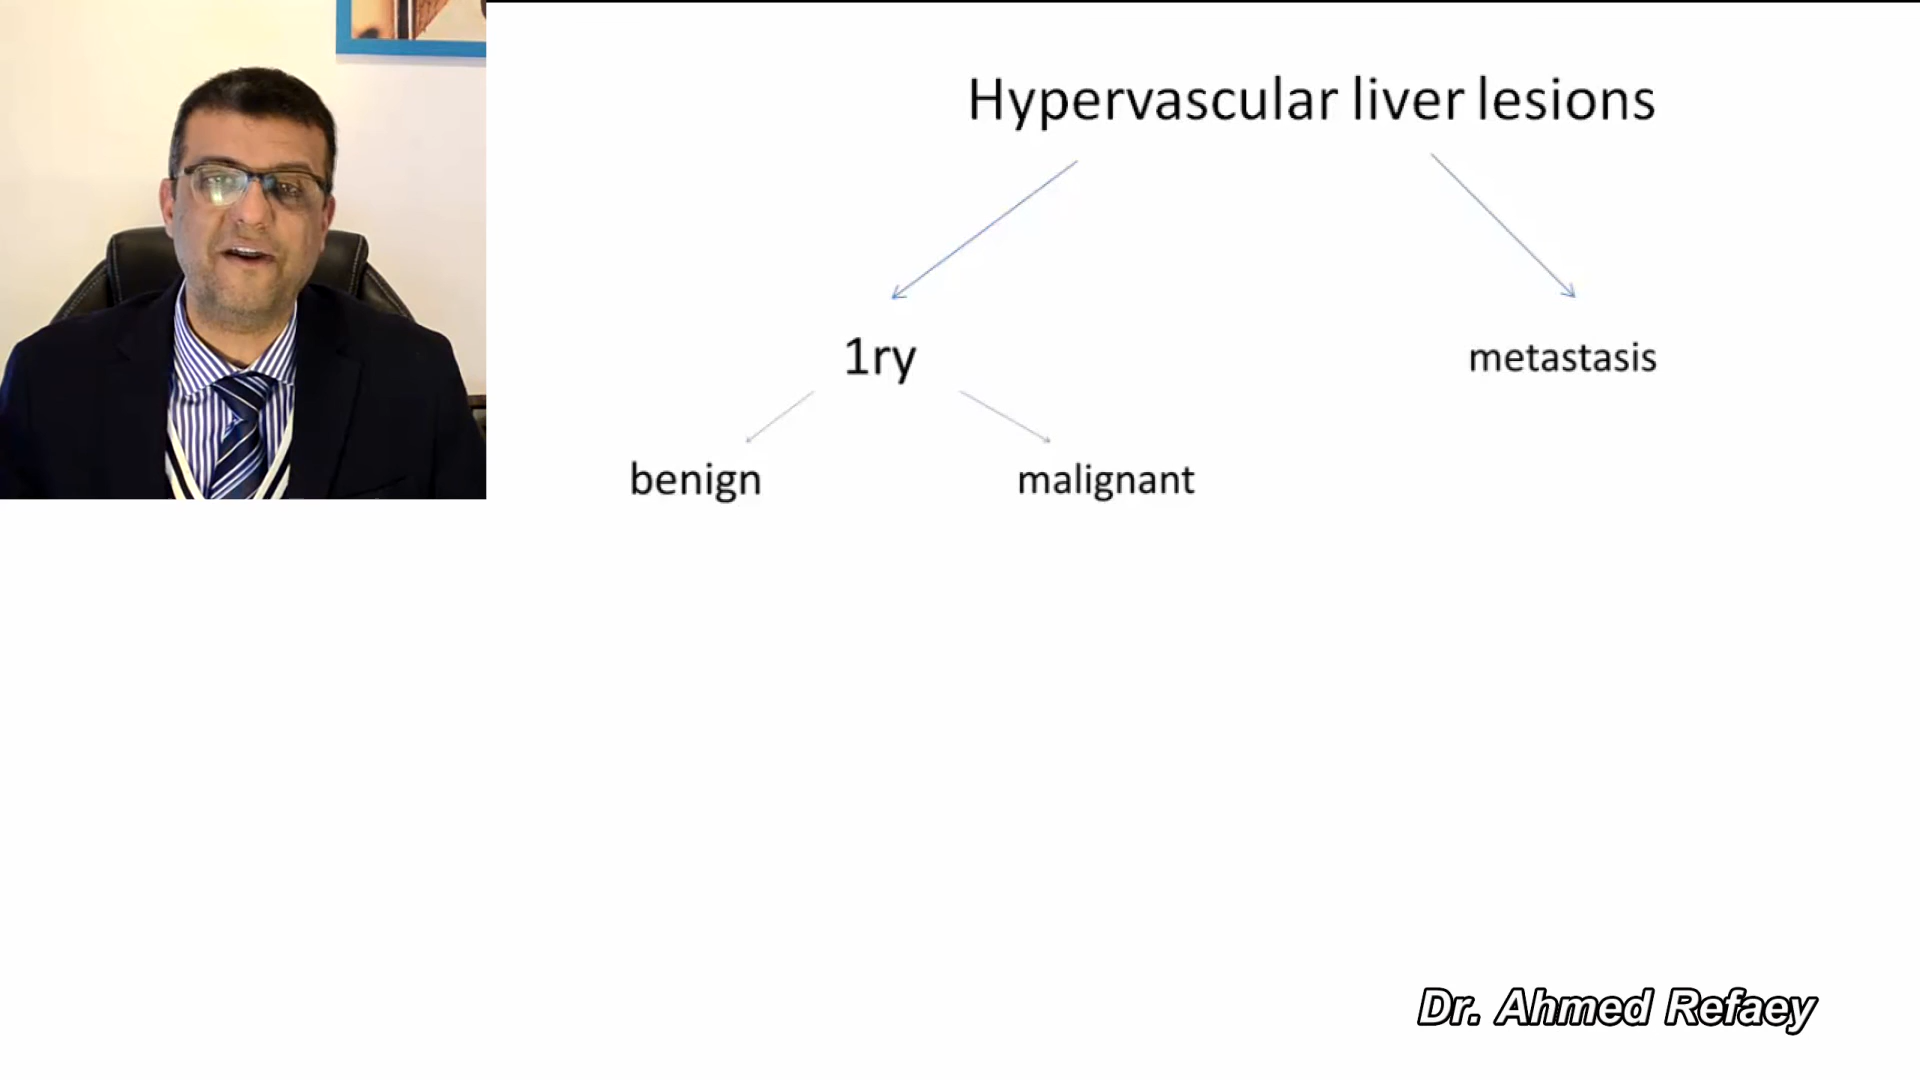 Hypervascular liver lesions
1ry
metastasis
benign
malignant
Dr. Ahmed Refaey